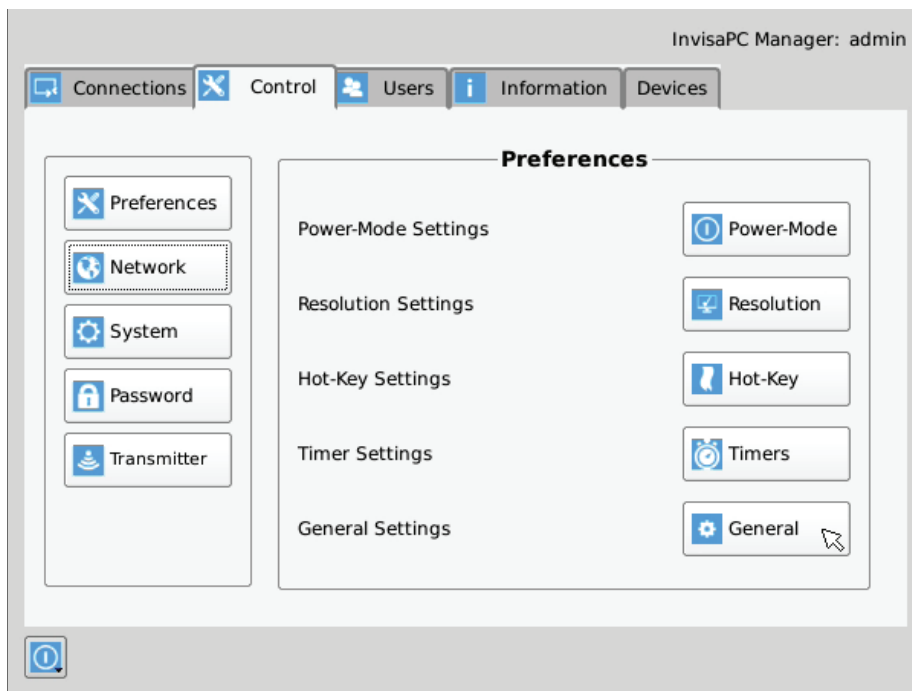 InvisaPC Manager: admin
Connections Control Users i Information Devices
Preferences
Preferences
Network
System
Password
Transmitter
Power-Mode Settings Power-Mode
Resolution Settings Resolution
Hot-Key Settings Hot-Key
Timer Settings Timers
General Settings General